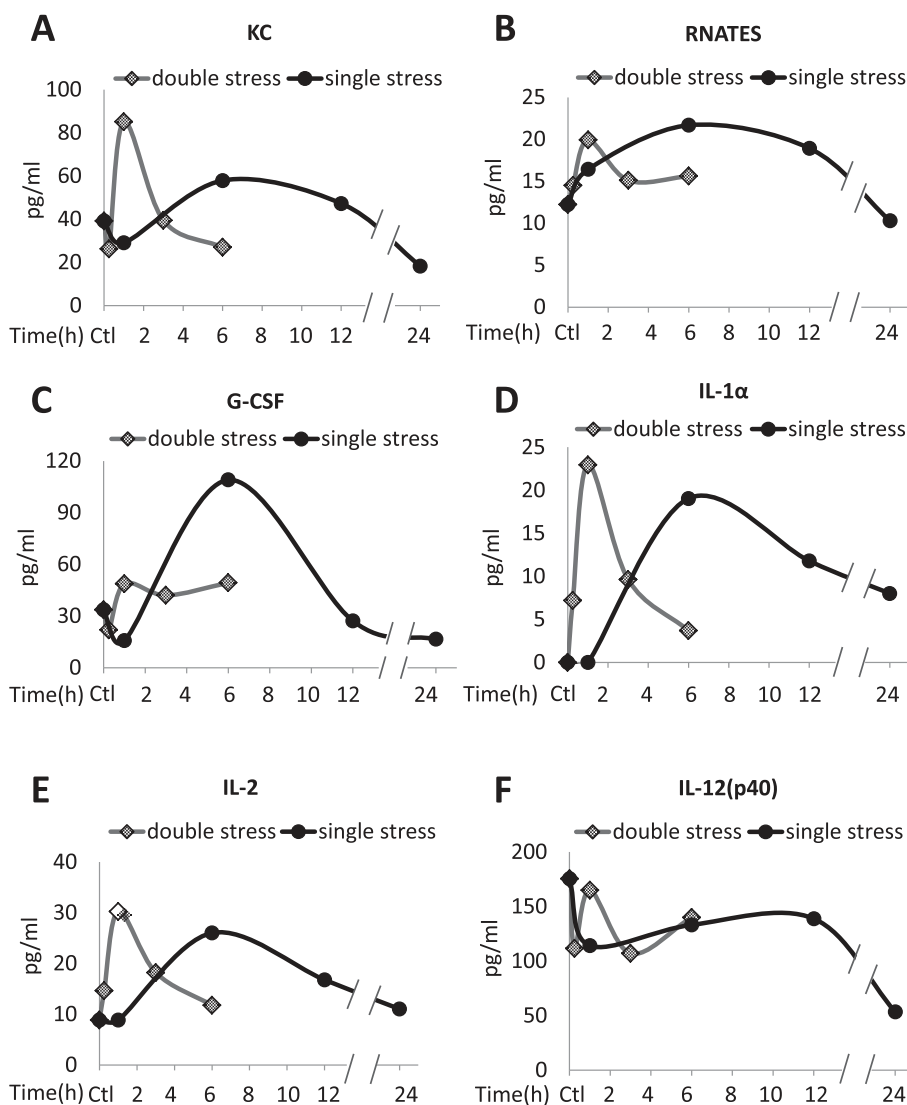 A
KC
double stress single stress
100
80
60
40
20
0
pg/ml
Time(h) Ctl 2 4 6 8 10 12 24
B
RNATES
double stress single stress
25
20
15
10
5
0
pg/ml
Time(h) Ctl 2 4 6 8 10 12 24
C
G-CSF
double stress single stress
120
90
60
30
0
pg/ml
Time(h) Ctl 2 4 6 8 10 12 24
D
IL-1α
double stress single stress
25
20
15
10
5
0
pg/ml
Time(h) Ctl 2 4 6 8 10 12 24
E
IL-2
double stress single stress
40
30
20
10
0
pg/ml
Time(h) Ctl 2 4 6 8 10 12 24
F
IL-12(p40)
double stress single stress
200
150
100
50
0
pg/ml
Time(h) Ctl 2 4 6 8 10 12 24